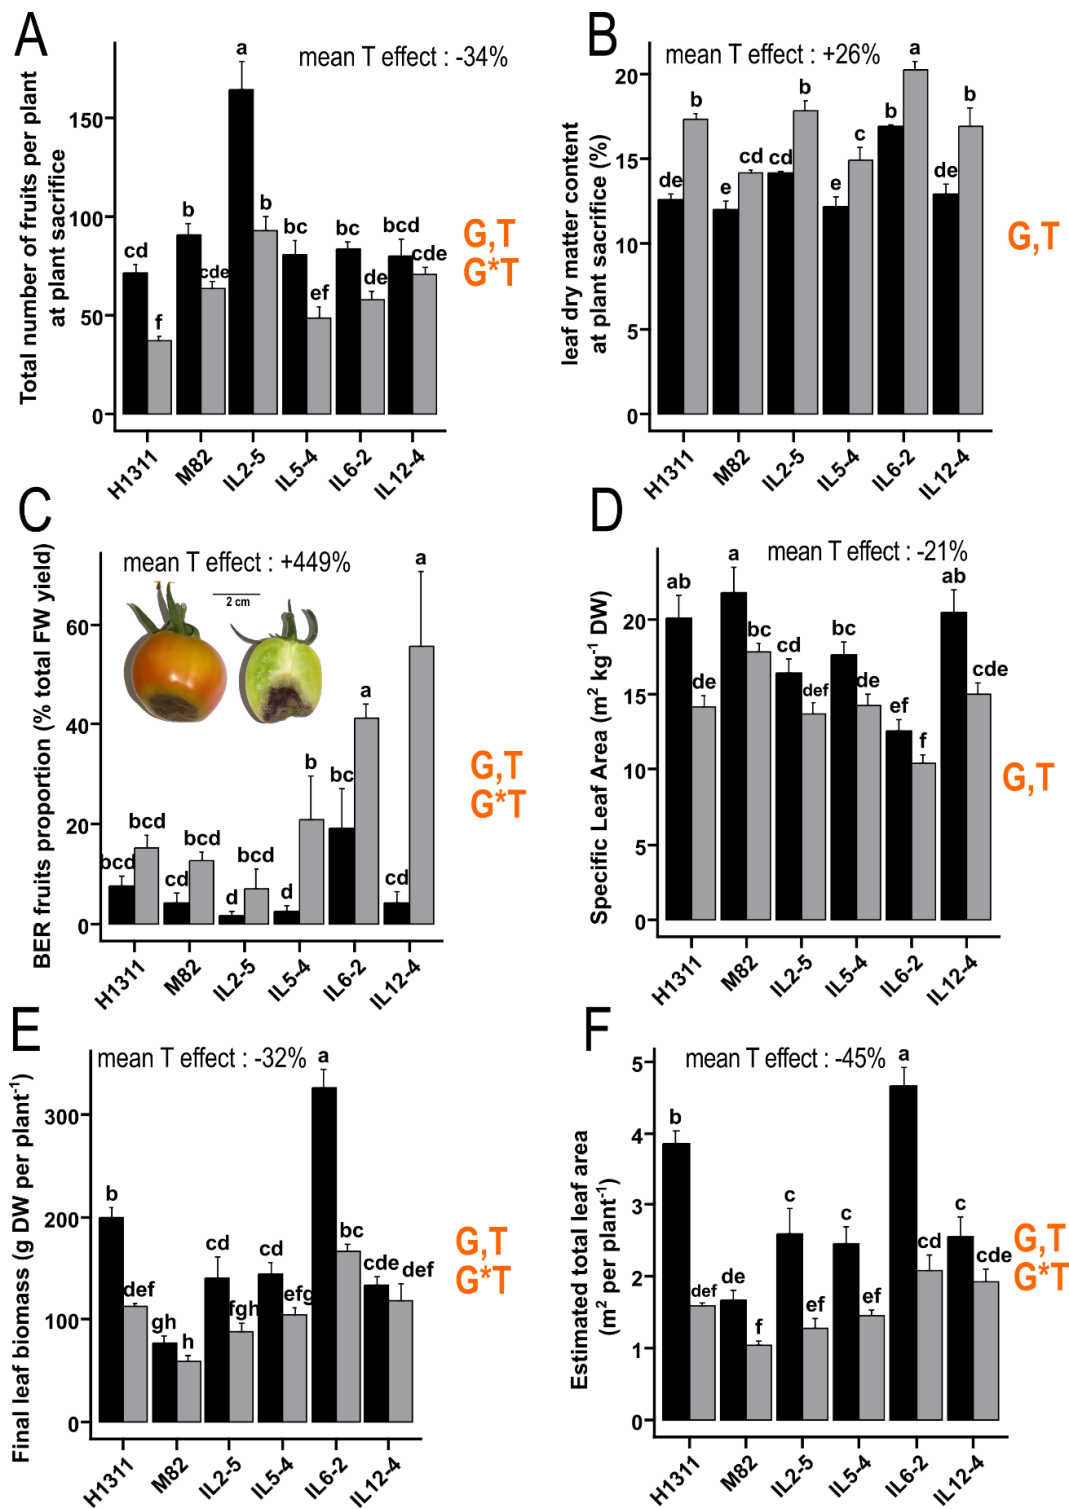 A
mean T effect : -34%
Total number of fruits per plant
at plant sacrifice
150
100
50
0
cd
f
b
cde
a
b
bc
ef
bc
de
bcd
cde
H1311
M82
IL2-5
IL5-4
IL6-2
IL12-4
G,T
G*T
B
mean T effect : +26%
leaf dry matter content
at plant sacrifice (%)
20
15
10
5
0
de
b
e
cd
cd
b
e
c
b
a
de
b
H1311
M82
IL2-5
IL5-4
IL6-2
IL12-4
G,T
C
mean T effect : +449%
2 cm
BER fruits proportion (% total FW yield)
60
40
20
0
bcd
bcd
cd
bcd
d
bcd
d
b
bc
a
cd
a
H1311
M82
IL2-5
IL5-4
IL6-2
IL12-4
G,T
G*T
D
mean T effect : -21%
Specific Leaf Area (m² kg⁻¹ DW)
20
15
10
5
0
ab
de
a
bc
cd
def
c
de
ef
f
ab
cde
H1311
M82
IL2-5
IL5-4
IL6-2
IL12-4
G,T
E
mean T effect : -32%
Final leaf biomass (g DW per plant⁻¹)
300
200
100
0
b
def
gh
h
cd
fgh
cd
efg
a
bc
cde
def
H1311
M82
IL2-5
IL5-4
IL6-2
IL12-4
G,T
G*T
F
mean T effect : -45%
Estimated total leaf area
(m² per plant⁻¹)
5
4
3
2
1
0
b
def
de
f
c
ef
c
ef
a
cd
c
cde
H1311
M82
IL2-5
IL5-4
IL6-2
IL12-4
G,T
G*T